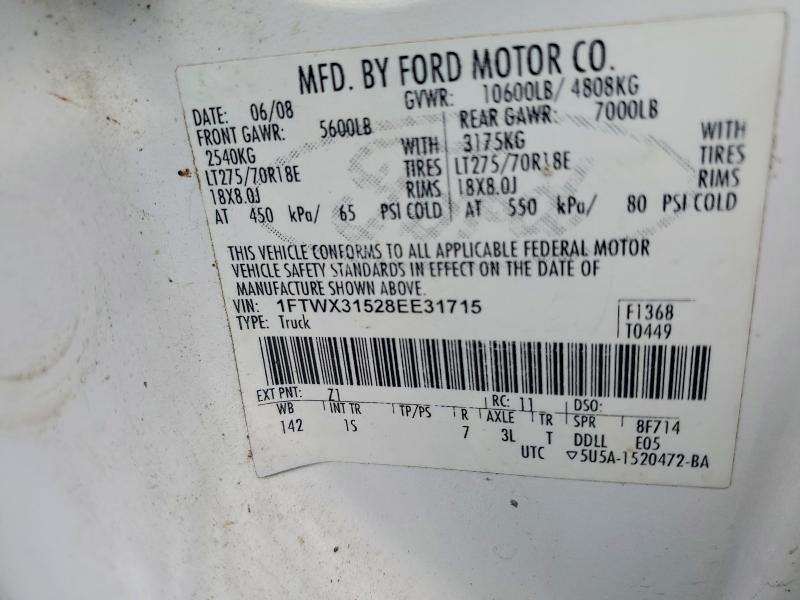 MFD. BY FORD MOTOR CO.
DATE: 06/08 GVWR: 10600LB/ 4808KG
FRONT GAWR: 5600LB REAR GAWR: 7000LB
2540KG WITH 3175KG WITH
LT275/70R18E TIRES LT275/70R18E TIRES
18X8.0J RIMS 18X8.0J RIMS
AT 450 kPa/ 65 PSI COLD AT 550 kPa/ 80 PSI COLD
THIS VEHICLE CONFORMS TO ALL APPLICABLE FEDERAL MOTOR
VEHICLE SAFETY STANDARDS IN EFFECT ON THE DATE OF
MANUFACTURE SHOWN ABOVE.
VIN: 1FTWX31528EE31715 F1368
TYPE: Truck T0449
EXT PNT: Z1 RC: 11 DSO:
WB INT TR TP/PS R AXLE TR SPR 8F714
142 1S 7 3L T DDLL E05
UTC ▽5U5A-1520472-BA